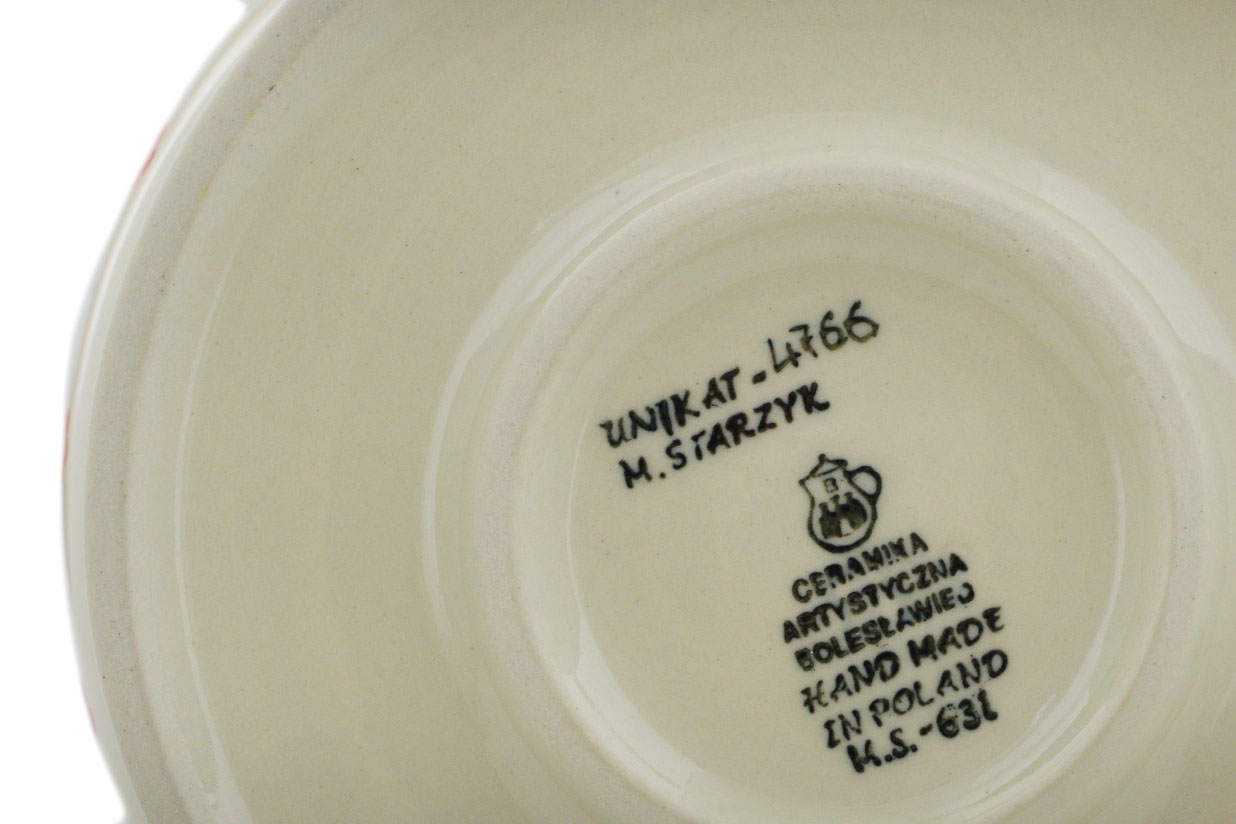 UNIKAT-4766
M. STARZYK
CERAMIKA
ARTYSTYCZNA
BOLESŁAWIEC
HAND MADE
IN POLAND
M.S.-631